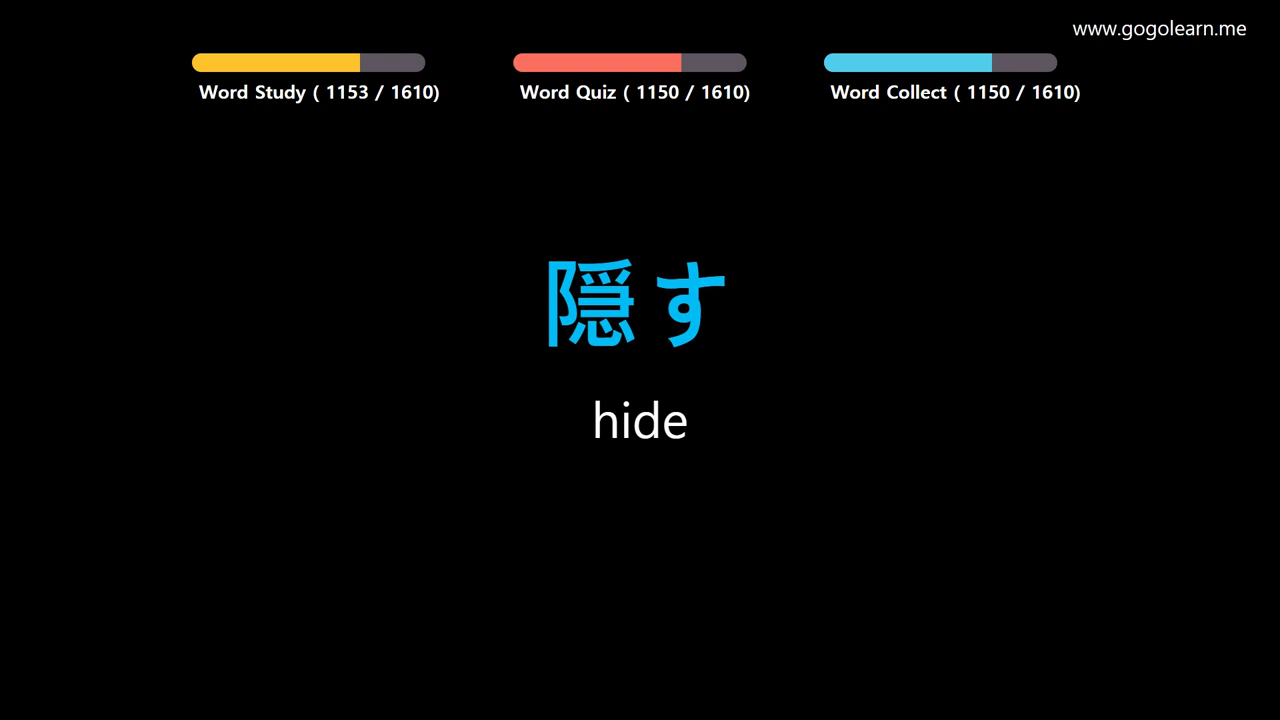 www.gogolearn.me
Word Study ( 1153 / 1610)
Word Quiz ( 1150 / 1610)
Word Collect ( 1150 / 1610)
隠す
hide